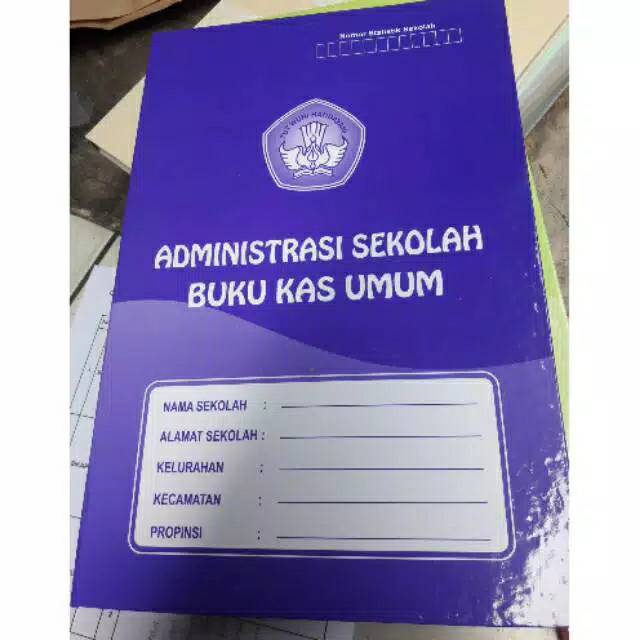 Nomor Statistik Sekolah
TUT WURI HANDAYANI
ADMINISTRASI SEKOLAH
BUKU KAS UMUM
NAMA SEKOLAH :
ALAMAT SEKOLAH :
KELURAHAN :
KECAMATAN :
PROPINSI :